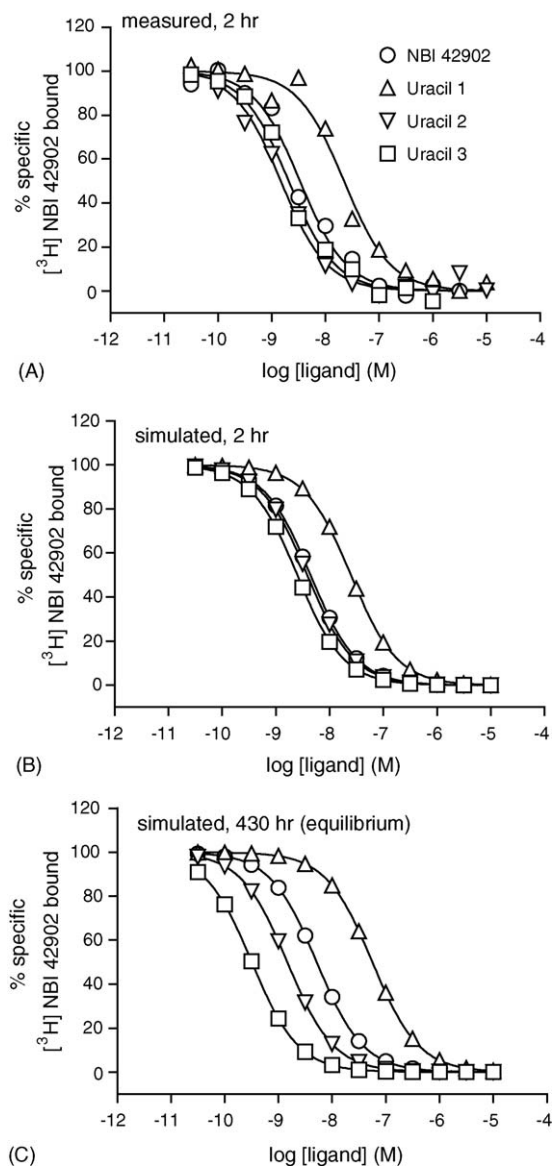 measured, 2 hr
120
100
80
60
40
20
0
% specific
[³H] NBI 42902 bound
NBI 42902
Uracil 1
Uracil 2
Uracil 3
-12 -11 -10 -9 -8 -7 -6 -5 -4
(A)
log [ligand] (M)
simulated, 2 hr
120
100
80
60
40
20
0
% specific
[³H] NBI 42902 bound
-12 -11 -10 -9 -8 -7 -6 -5 -4
(B)
log [ligand] (M)
simulated, 430 hr (equilibrium)
120
100
80
60
40
20
0
% specific
[³H] NBI 42902 bound
-12 -11 -10 -9 -8 -7 -6 -5 -4
(C)
log [ligand] (M)